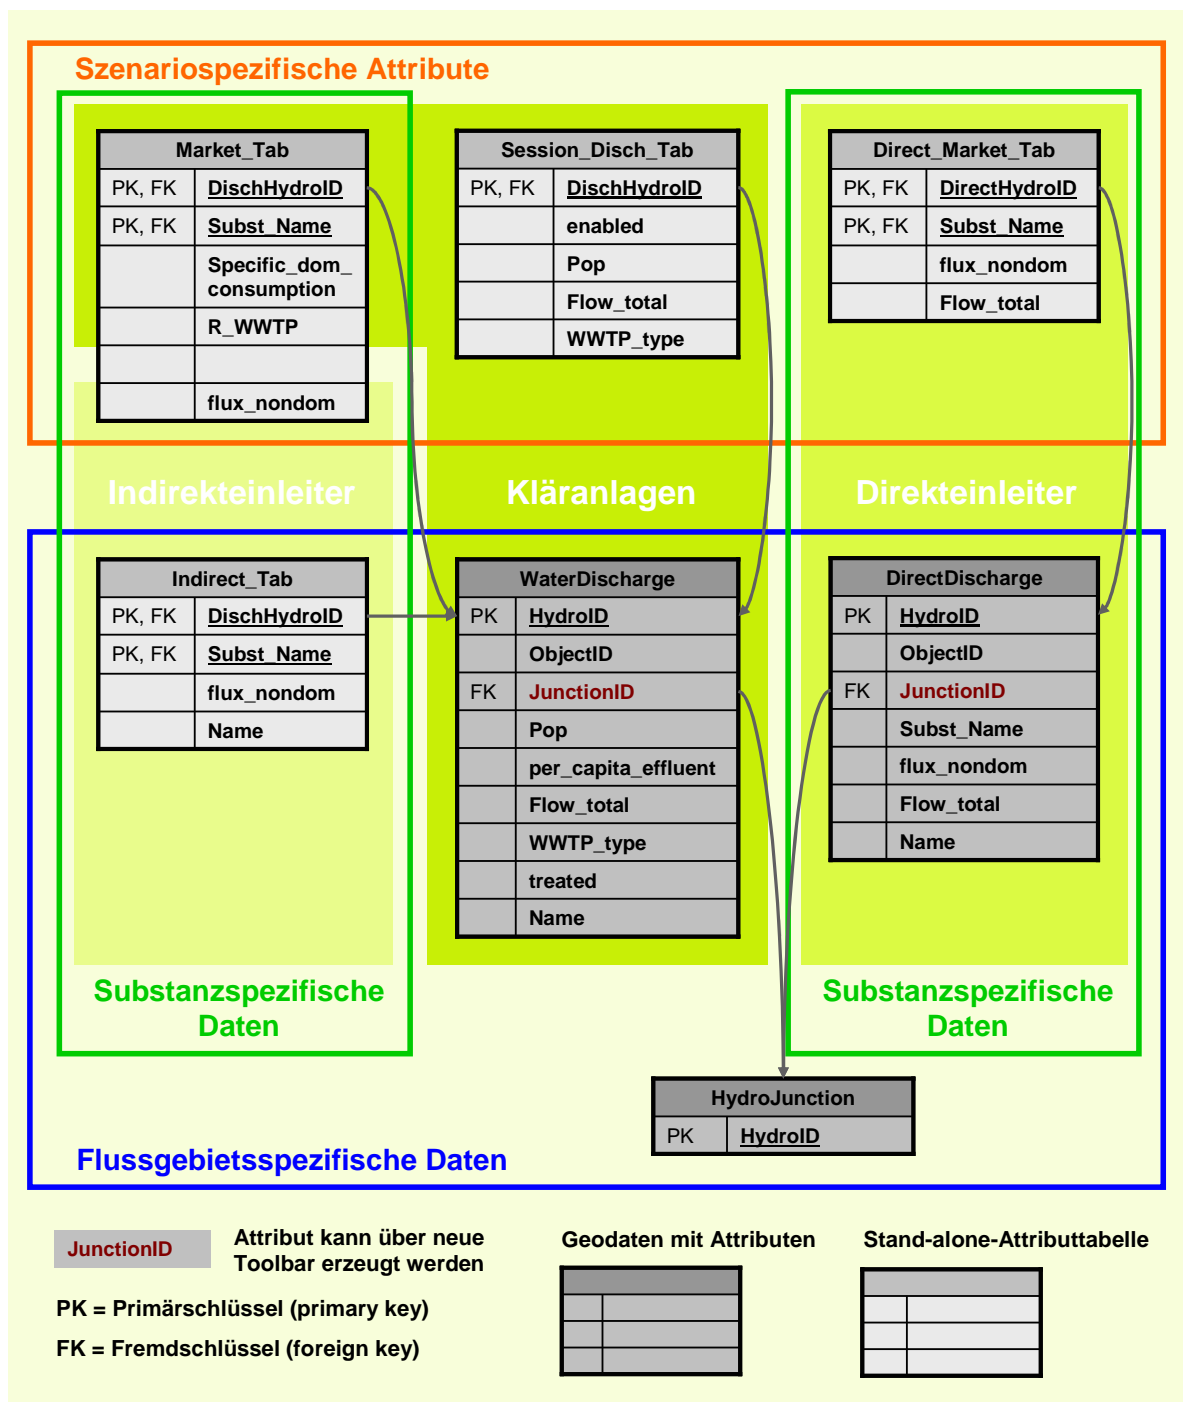 Szenariospezifische Attribute
Market_Tab
PK, FK DischHydroID
PK, FK Subst_Name
Specific_dom_
consumption
R_WWTP
flux_nondom
Session_Disch_Tab
PK, FK DischHydroID
enabled
Pop
Flow_total
WWTP_type
Direct_Market_Tab
PK, FK DirectHydroID
PK, FK Subst_Name
flux_nondom
Flow_total
Indirekteinleiter
Kläranlagen
Direkteinleiter
Indirect_Tab
PK, FK DischHydroID
PK, FK Subst_Name
flux_nondom
Name
WaterDischarge
PK HydroID
ObjectID
FK JunctionID
Pop
per_capita_effluent
Flow_total
WWTP_type
treated
Name
DirectDischarge
PK HydroID
ObjectID
FK JunctionID
Subst_Name
flux_nondom
Flow_total
Name
Substanzspezifische
Daten
Substanzspezifische
Daten
HydroJunction
PK HydroID
Flussgebietsspezifische Daten
JunctionID
Attribut kann über neue
Toolbar erzeugt werden
PK = Primärschlüssel (primary key)
FK = Fremdschlüssel (foreign key)
Geodaten mit Attributen
Stand-alone-Attributtabelle